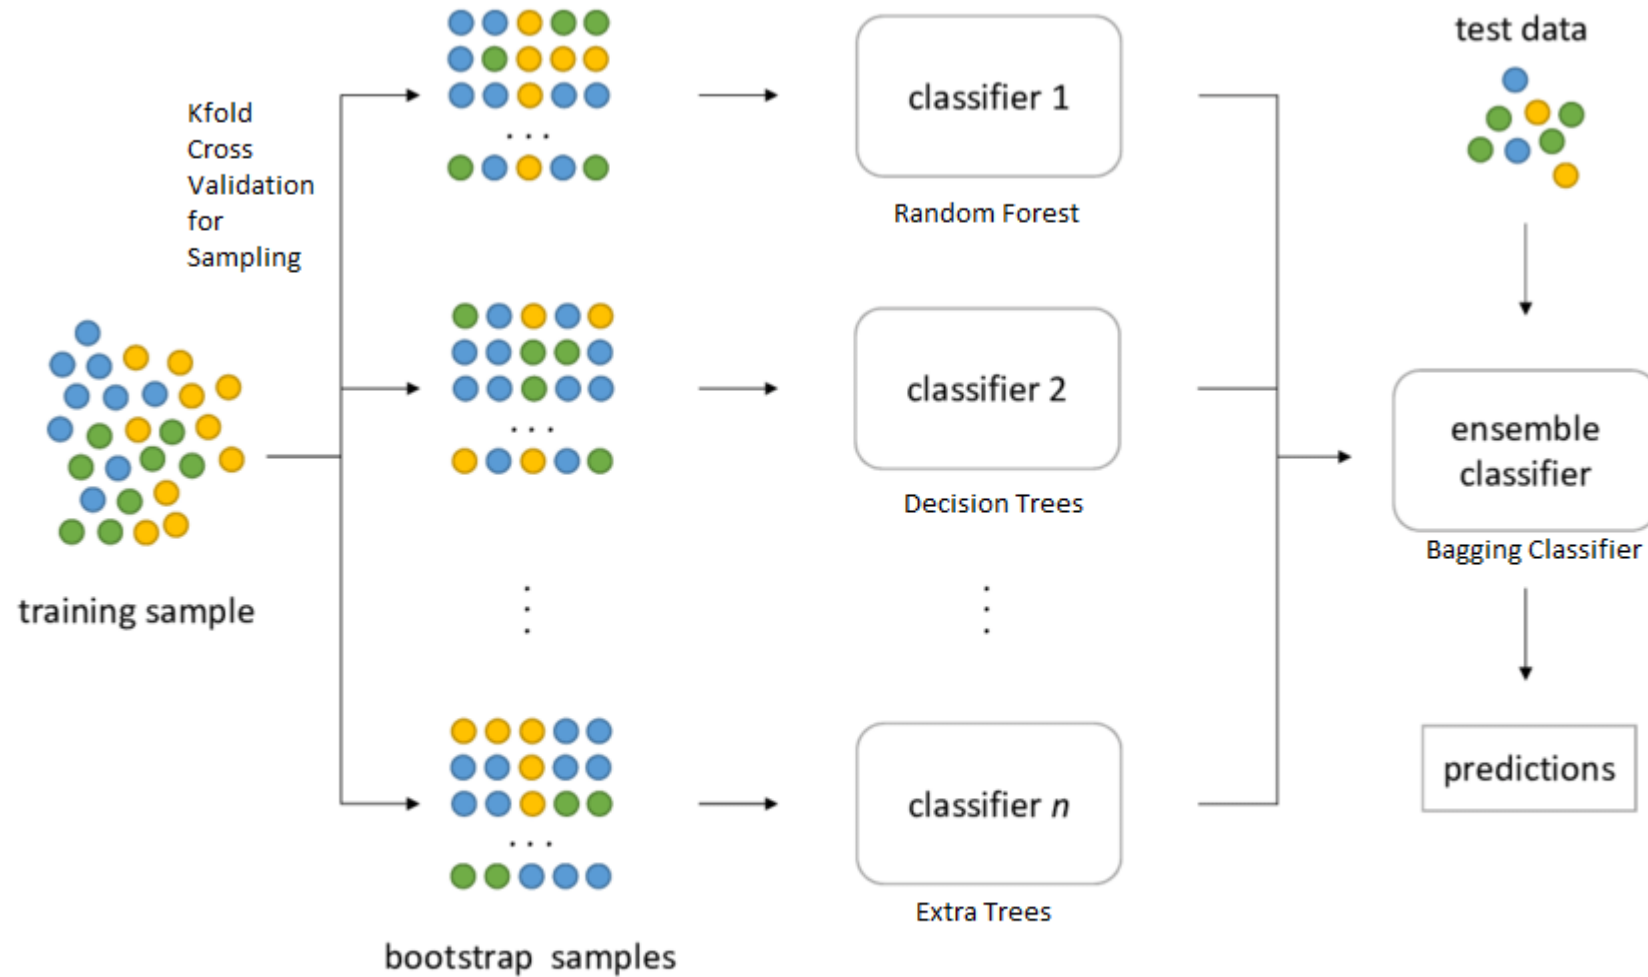 Kfold
Cross
Validation
for
Sampling
training sample
. . .
. . .
. . .
bootstrap samples
classifier 1
Random Forest
classifier 2
Decision Trees
classifier n
Extra Trees
test data
ensemble
classifier
Bagging Classifier
predictions